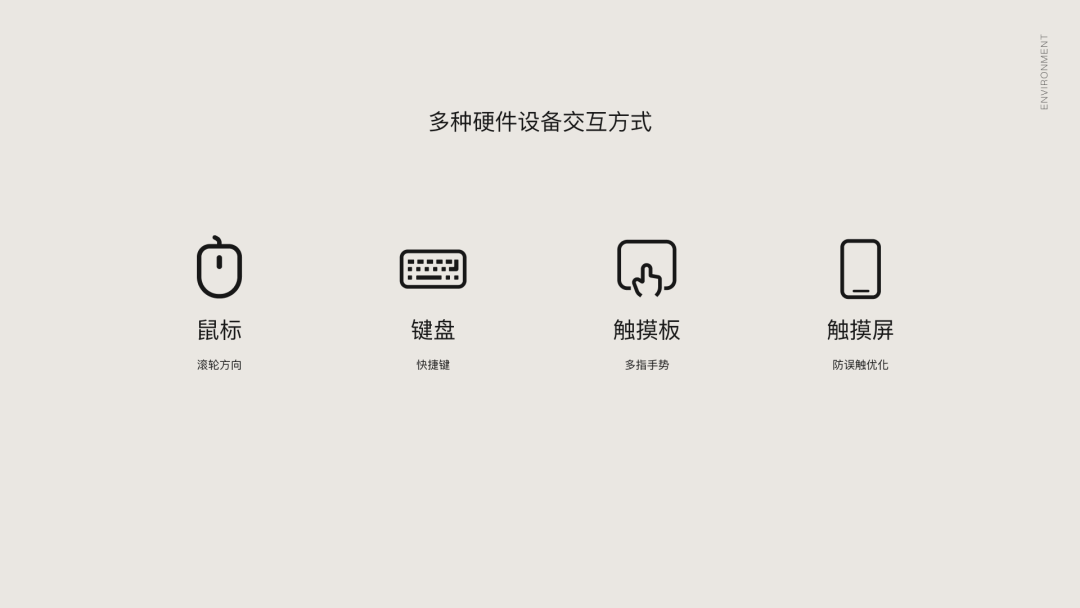 ENVIRONMENT
多种硬件设备交互方式
鼠标
滚轮方向
键盘
快捷键
触摸板
多指手势
触摸屏
防误触优化